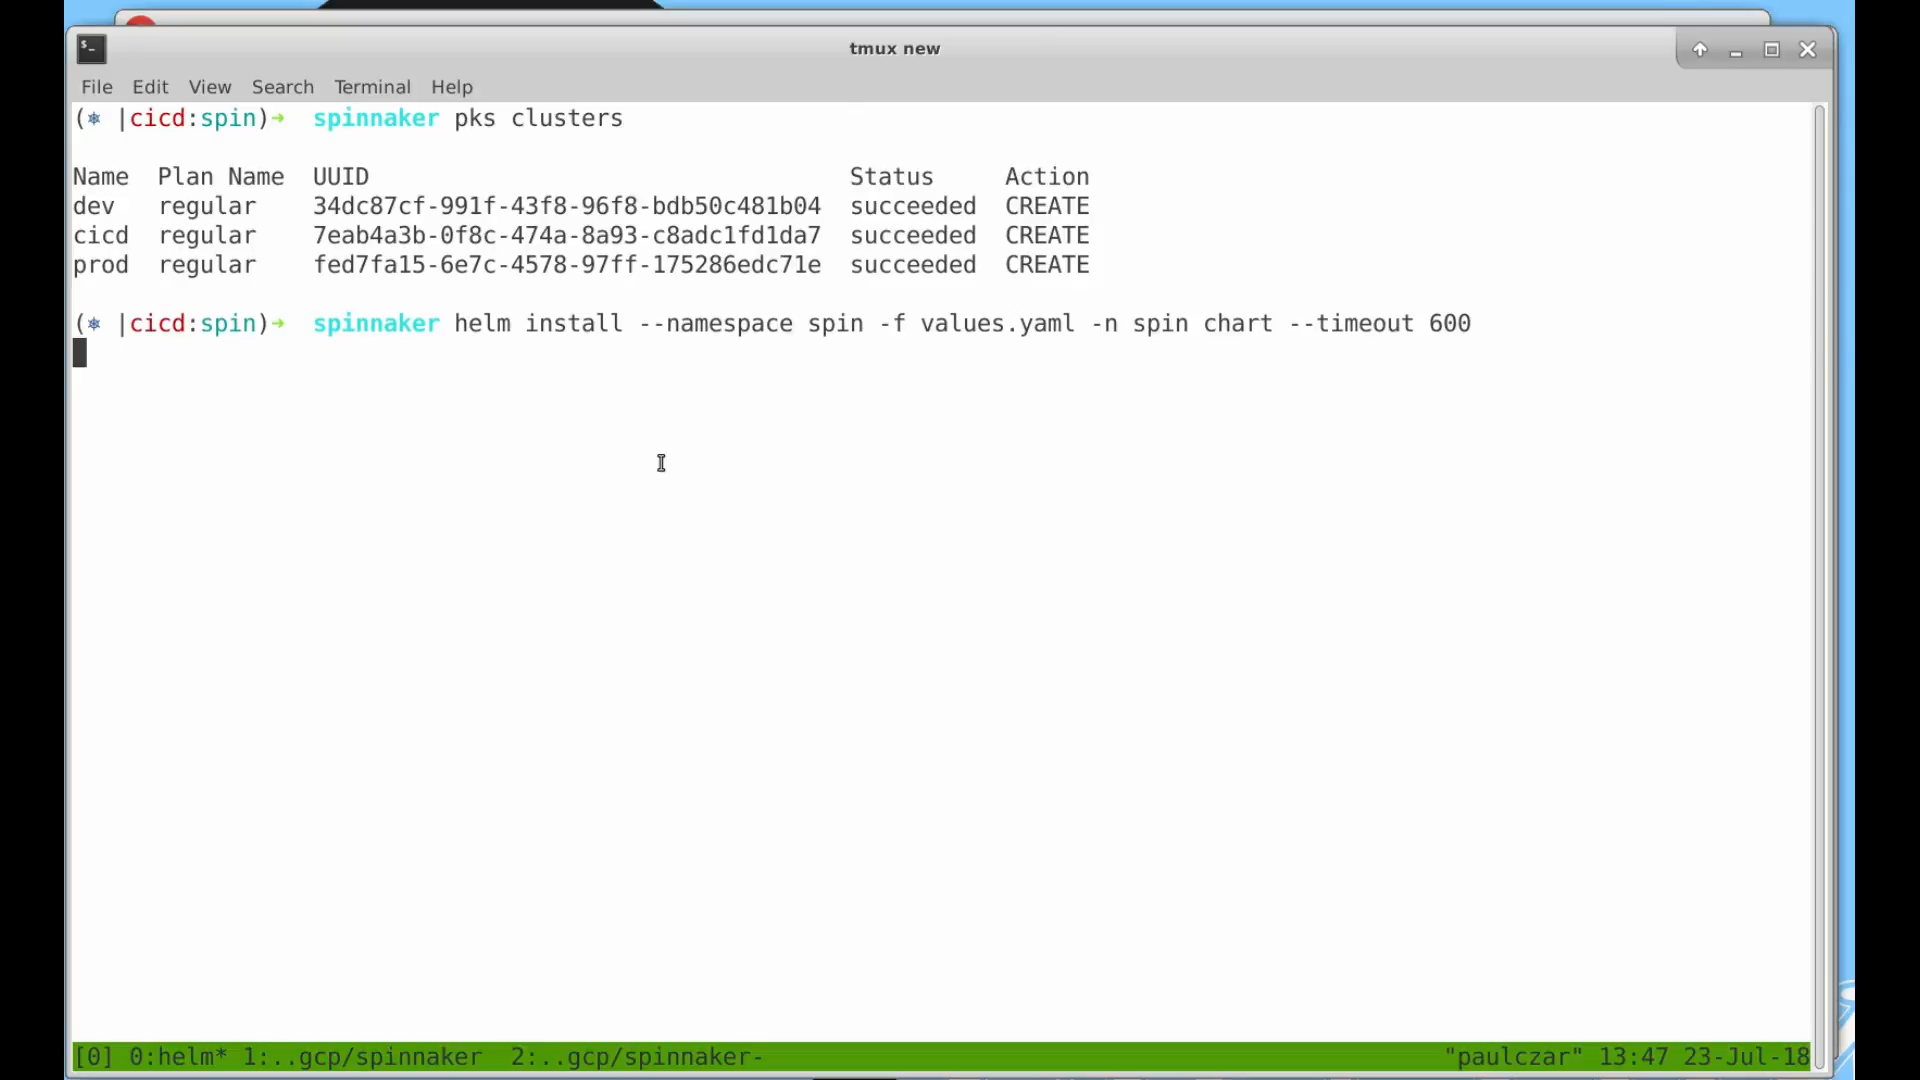 tmux new
File Edit View Search Terminal Help
(⎈ |cicd:spin)➜  spinnaker pks clusters
Name  Plan Name  UUID                                  Status     Action
dev   regular    34dc87cf-991f-43f8-96f8-bdb50c481b04  succeeded  CREATE
cicd  regular    7eab4a3b-0f8c-474a-8a93-c8adc1fd1da7  succeeded  CREATE
prod  regular    fed7fa15-6e7c-4578-97ff-175286edc71e  succeeded  CREATE
(⎈ |cicd:spin)➜  spinnaker helm install --namespace spin -f values.yaml -n spin chart --timeout 600
[0] 0:helm* 1:..gcp/spinnaker  2:..gcp/spinnaker- "paulczar" 13:47 23-Jul-18